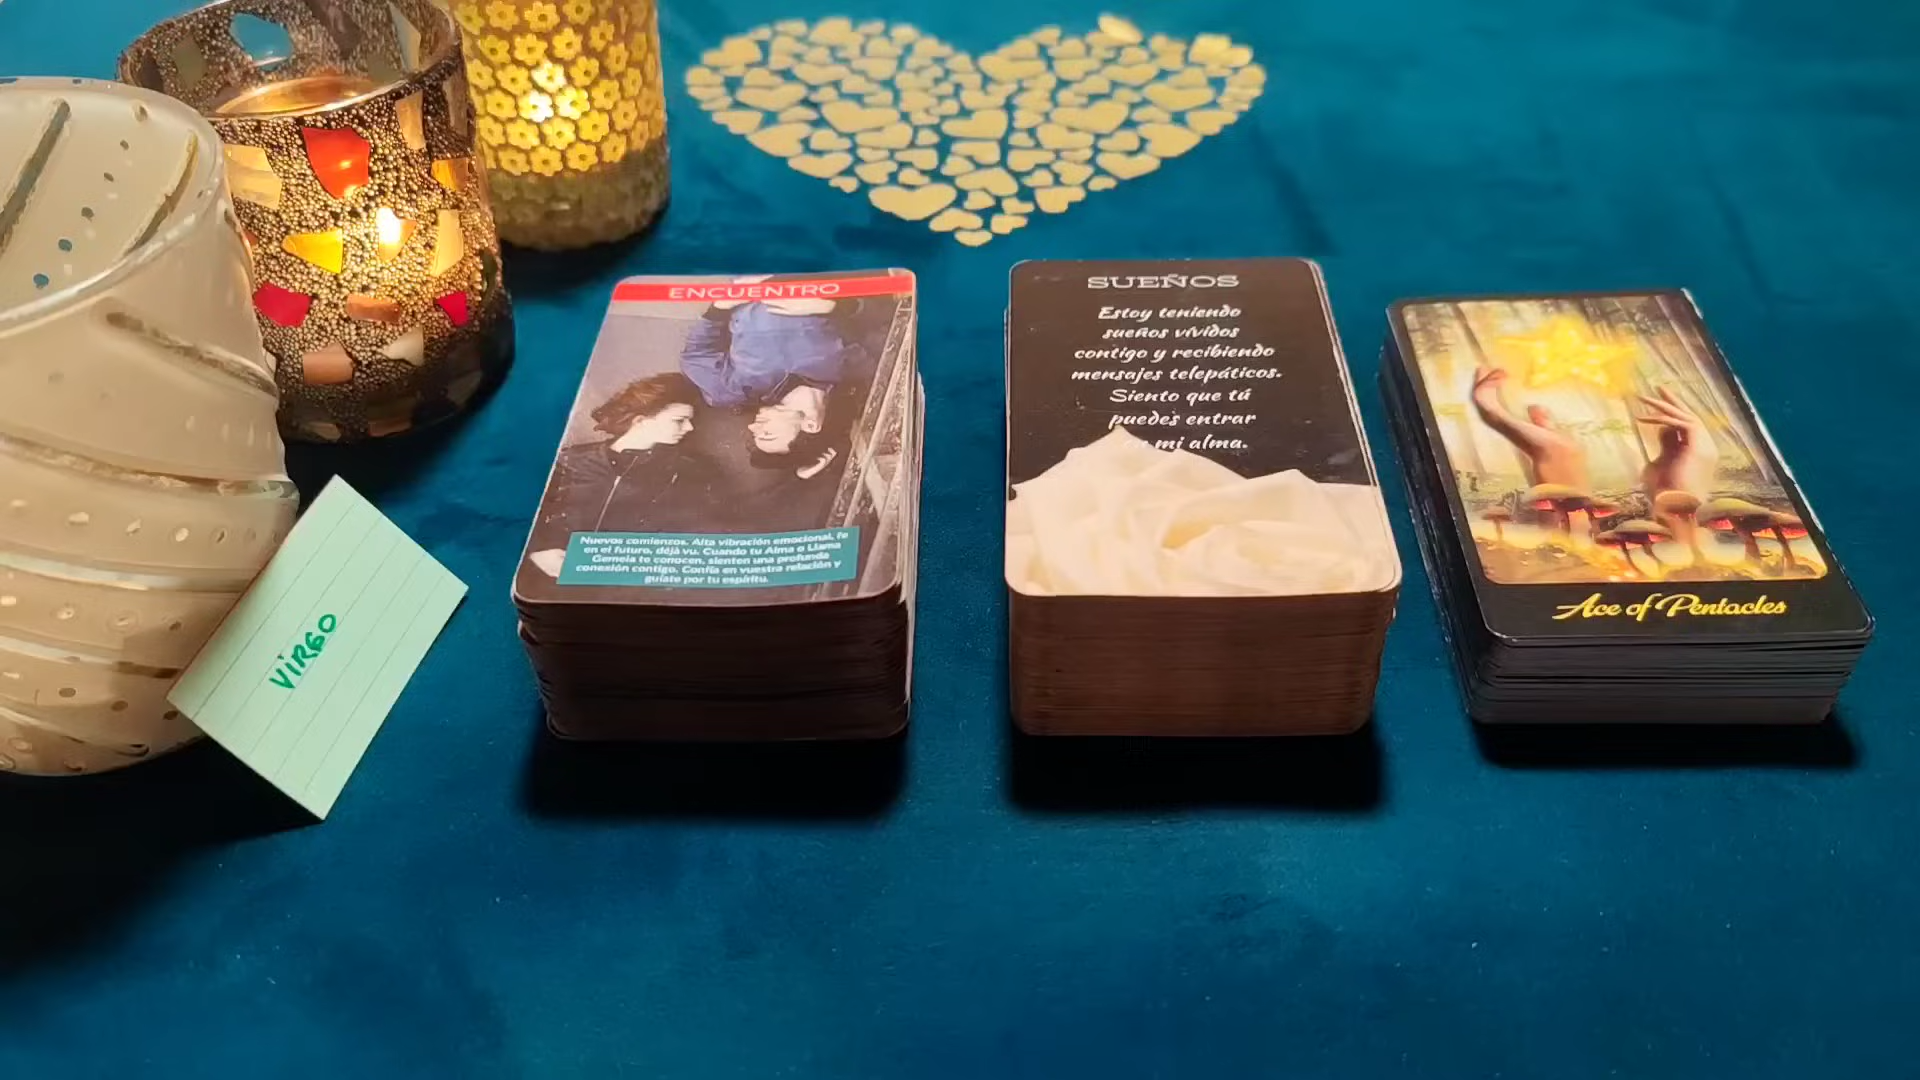 VIRGO
ENCUENTRO
Nuevos comienzos. Alta vibración emocional, fe
en el futuro, déjà vu. Cuando tu Alma o Llama
Gemela te conocen, sienten una profunda
conexión contigo. Confía en vuestra relación y
guíate por tu espíritu.
SUEÑOS
Estoy teniendo
sueños vívidos
contigo y recibiendo
mensajes telepáticos.
Siento que tú
puedes entrar
mi alma.
Ace of Pentacles